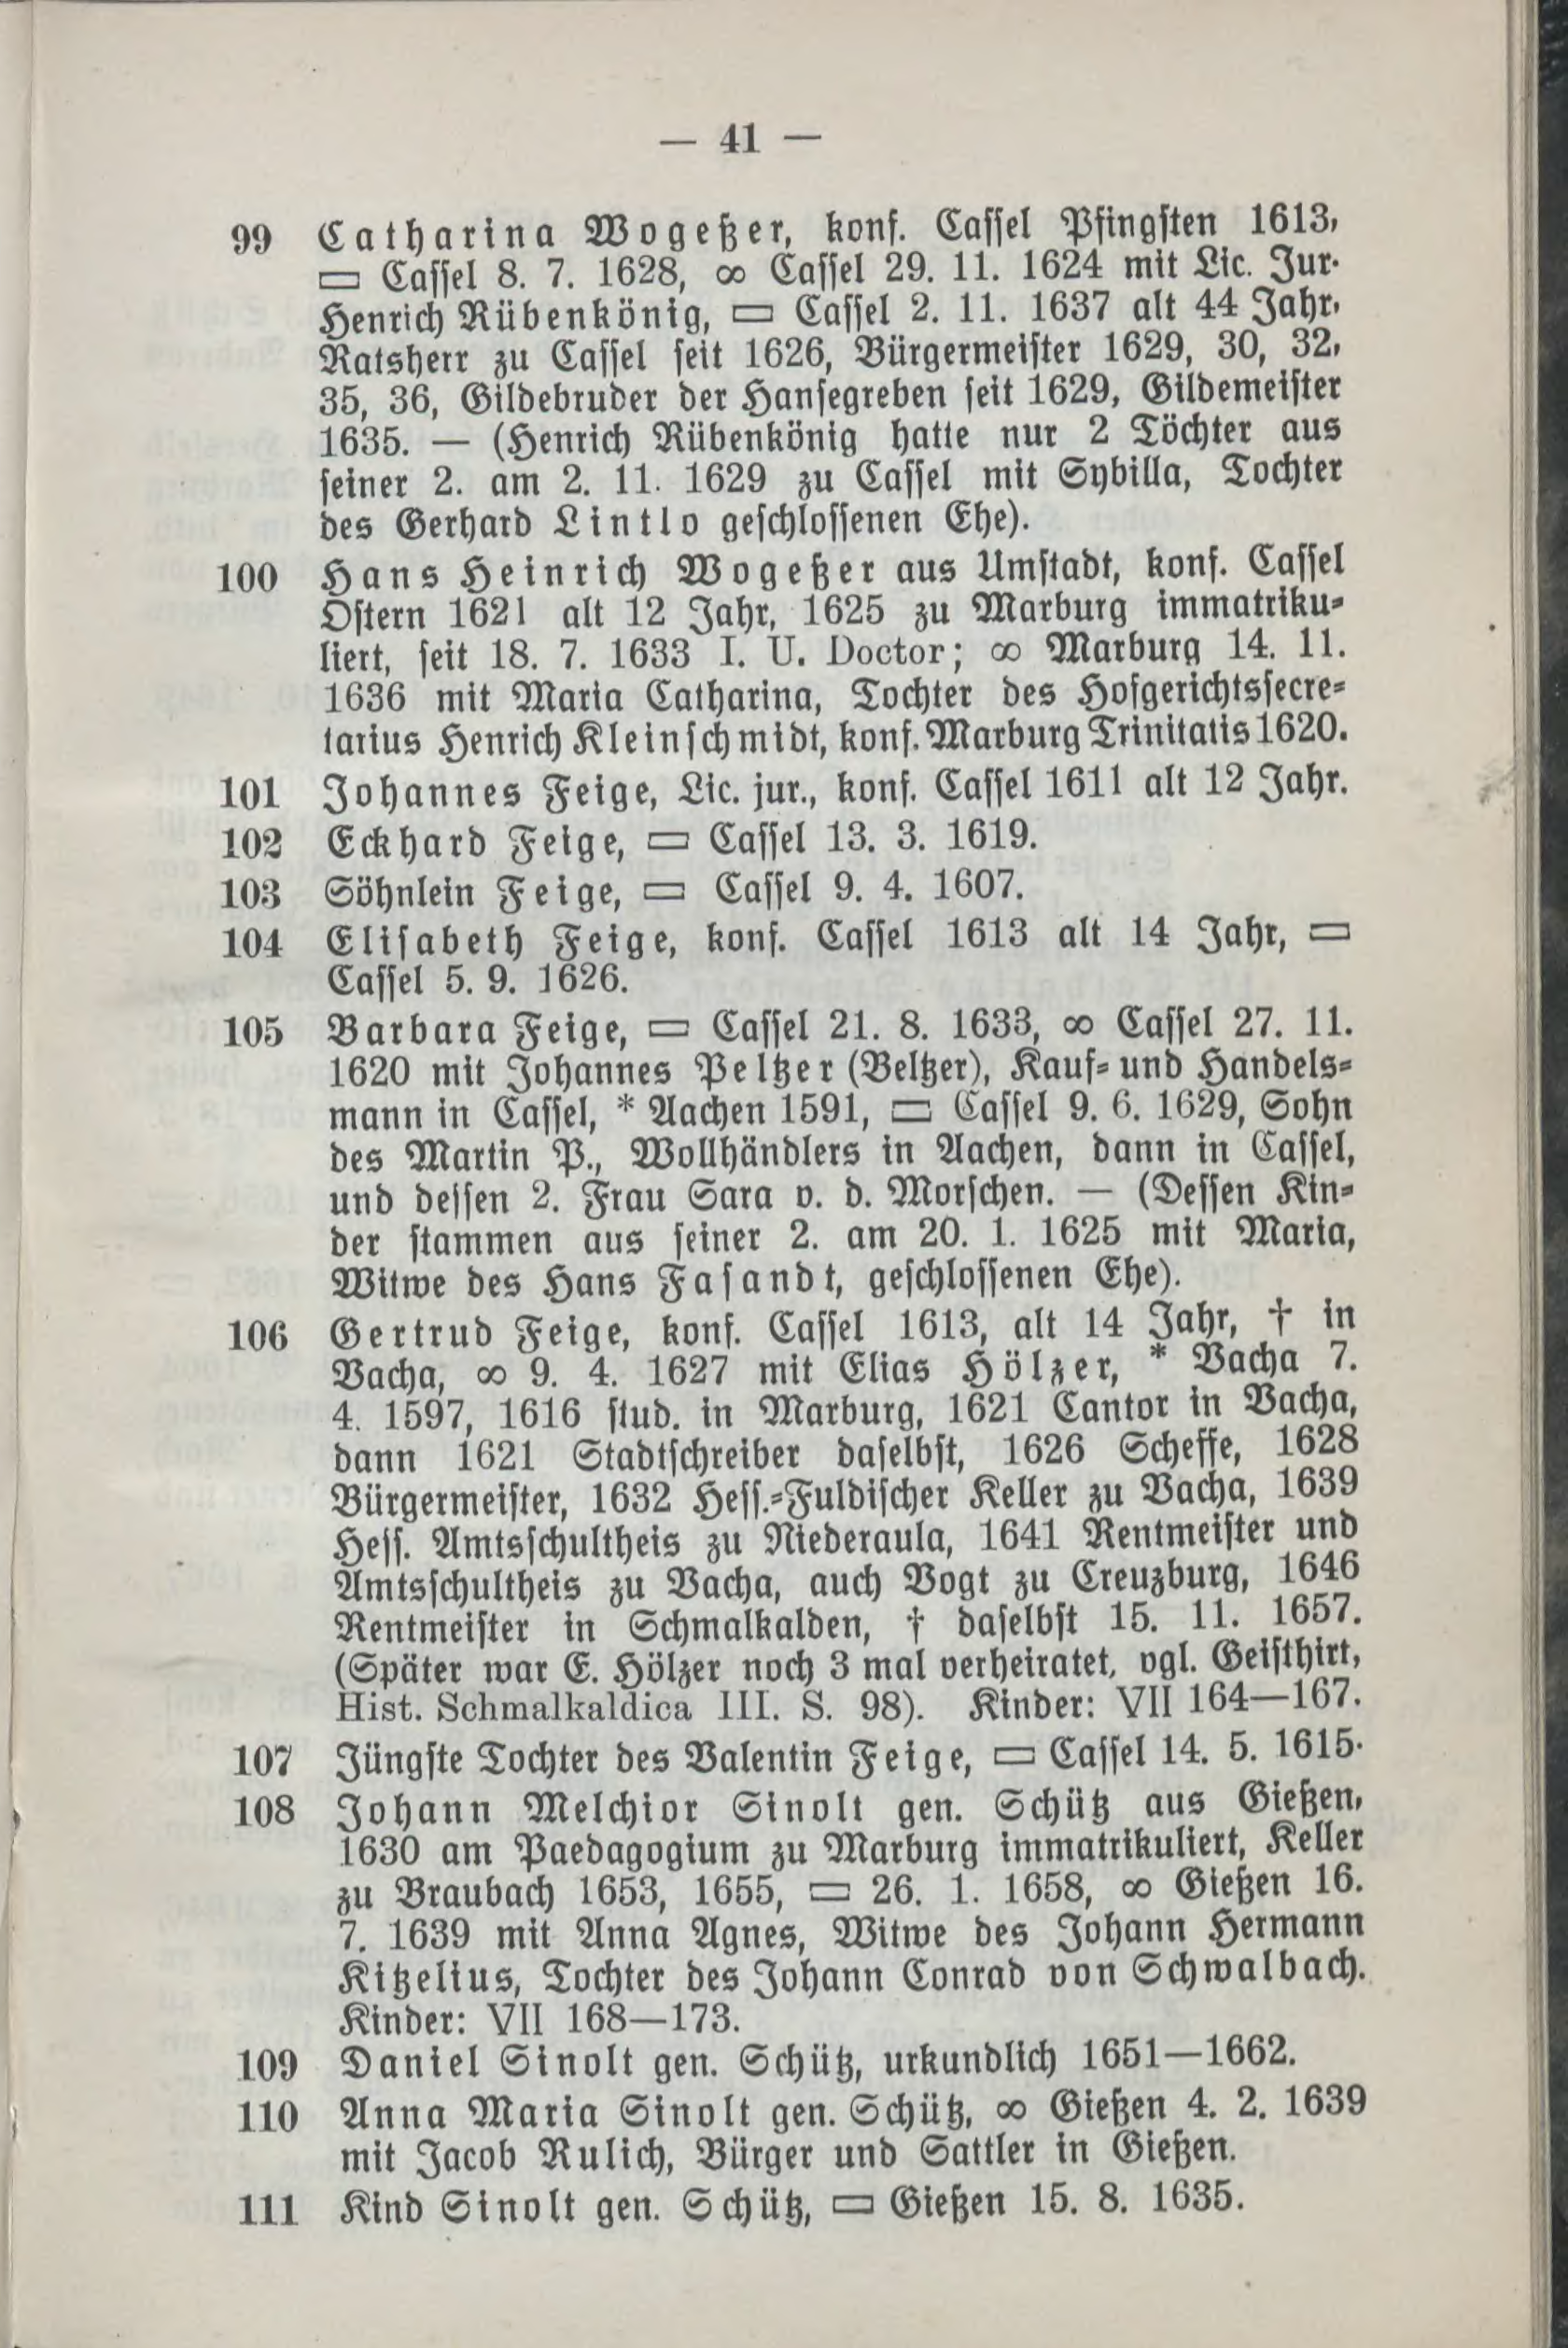 — 41 —
99 Catharina Wogeßer, konf. Cassel Pfingsten 1613,
▭ Cassel 8. 7. 1628, ∞ Cassel 29. 11. 1624 mit Lic. Jur.
Henrich Rübenkönig, ▭ Cassel 2. 11. 1637 alt 44 Jahr,
Ratsherr zu Cassel seit 1626, Bürgermeister 1629, 30, 32,
35, 36, Gildebruder der Hansegreben seit 1629, Gildemeister
1635. — (Henrich Rübenkönig hatte nur 2 Töchter aus
seiner 2. am 2. 11. 1629 zu Cassel mit Sybilla, Tochter
des Gerhard Lintlo geschlossenen Ehe).
100 Hans Heinrich Wogeßer aus Umstadt, konf. Cassel
Ostern 1621 alt 12 Jahr, 1625 zu Marburg immatriku-
liert, seit 18. 7. 1633 I. U. Doctor; ∞ Marburg 14. 11.
1636 mit Maria Catharina, Tochter des Hofgerichtssecre-
tarius Henrich Kleinschmidt, konf. Marburg Trinitatis 1620.
101 Johannes Feige, Lic. jur., konf. Cassel 1611 alt 12 Jahr.
102 Eckhard Feige, ▭ Cassel 13. 3. 1619.
103 Söhnlein Feige, ▭ Cassel 9. 4. 1607.
104 Elisabeth Feige, konf. Cassel 1613 alt 14 Jahr, ▭
Cassel 5. 9. 1626.
105 Barbara Feige, ▭ Cassel 21. 8. 1633, ∞ Cassel 27. 11.
1620 mit Johannes Peltzer (Beltzer), Kauf- und Handels-
mann in Cassel, * Aachen 1591, ▭ Cassel 9. 6. 1629, Sohn
des Martin P., Wollhändlers in Aachen, dann in Cassel,
und dessen 2. Frau Sara v. d. Morschen. — (Dessen Kin-
der stammen aus seiner 2. am 20. 1. 1625 mit Maria,
Witwe des Hans Fasandt, geschlossenen Ehe).
106 Gertrud Feige, konf. Cassel 1613, alt 14 Jahr, † in
Vacha, ∞ 9. 4. 1627 mit Elias Hölzer, * Vacha 7.
4. 1597, 1616 stud. in Marburg, 1621 Cantor in Vacha,
dann 1621 Stadtschreiber daselbst, 1626 Scheffe, 1628
Bürgermeister, 1632 Hess.-Fuldischer Keller zu Vacha, 1639
Hess. Amtsschultheis zu Niederaula, 1641 Rentmeister und
Amtsschultheis zu Vacha, auch Vogt zu Creuzburg, 1646
Rentmeister in Schmalkalden, † daselbst 15. 11. 1657.
(Später war E. Hölzer noch 3 mal verheiratet, vgl. Geisthirt,
Hist. Schmalkaldica III. S. 98). Kinder: VII 164—167.
107 Jüngste Tochter des Valentin Feige, ▭ Cassel 14. 5. 1615.
108 Johann Melchior Sinolt gen. Schütz aus Gießen,
1630 am Paedagogium zu Marburg immatrikuliert, Keller
zu Braubach 1653, 1655, ▭ 26. 1. 1658, ∞ Gießen 16.
7. 1639 mit Anna Agnes, Witwe des Johann Hermann
Kitzelius, Tochter des Johann Conrad von Schwalbach.
Kinder: VII 168—173.
109 Daniel Sinolt gen. Schütz, urkundlich 1651—1662.
110 Anna Maria Sinolt gen. Schütz, ∞ Gießen 4. 2. 1639
mit Jacob Rulich, Bürger und Sattler in Gießen.
111 Kind Sinolt gen. Schütz, ▭ Gießen 15. 8. 1635.